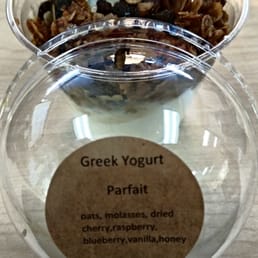 Greek Yogurt
Parfait
oats, molasses, dried
cherry,raspberry,
blueberry,vanilla,honey